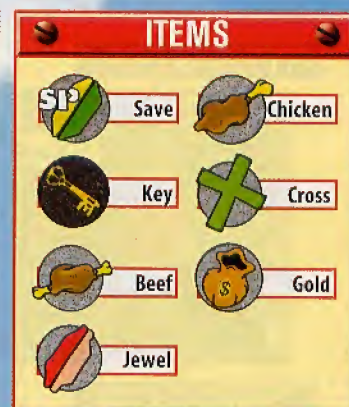 ITEMS
SP Save
Chicken
Key
Cross
Beef
$ Gold
Jewel